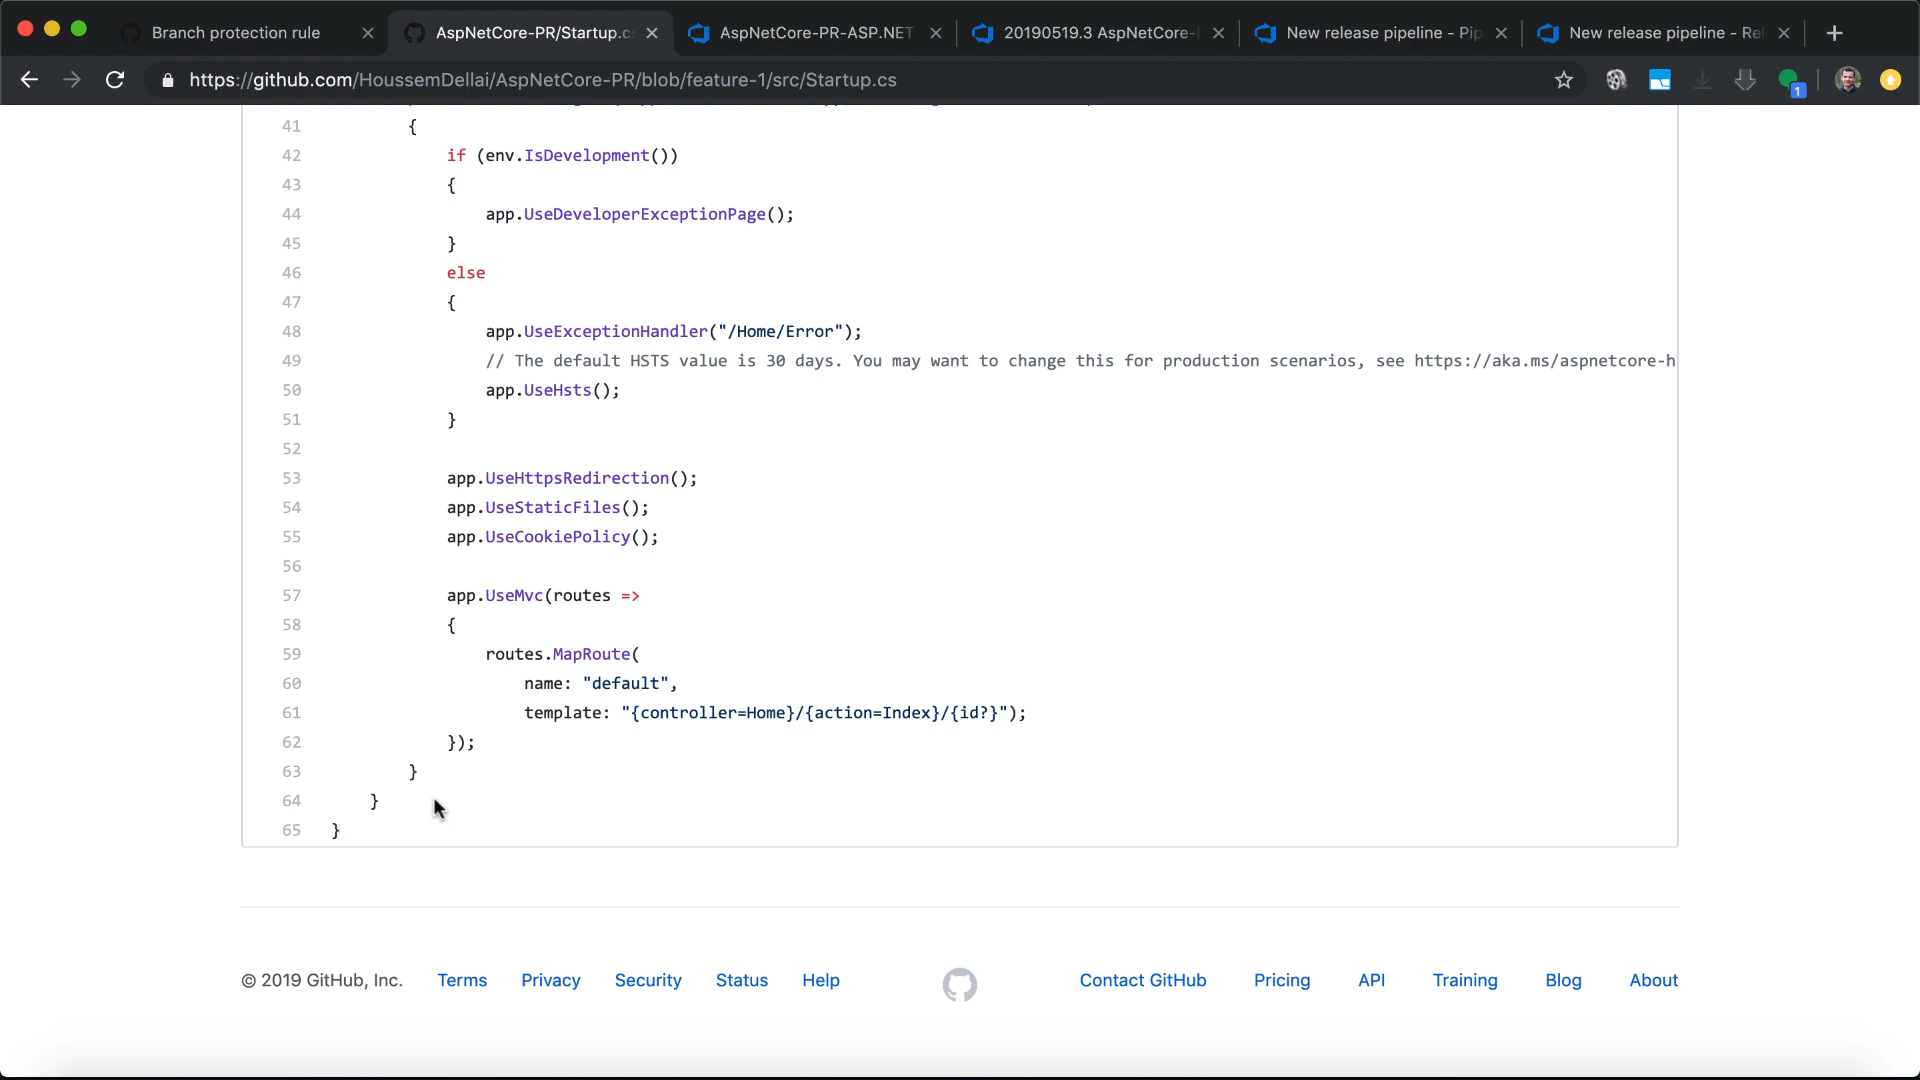 Branch protection rule
AspNetCore-PR/Startup.c
AspNetCore-PR-ASP.NET
20190519.3 AspNetCore-
New release pipeline - Pip
New release pipeline - Rel
https://github.com/HoussemDellai/AspNetCore-PR/blob/feature-1/src/Startup.cs
1
41 {
42 if (env.IsDevelopment())
43 {
44 app.UseDeveloperExceptionPage();
45 }
46 else
47 {
48 app.UseExceptionHandler("/Home/Error");
49 // The default HSTS value is 30 days. You may want to change this for production scenarios, see https://aka.ms/aspnetcore-h
50 app.UseHsts();
51 }
52
53 app.UseHttpsRedirection();
54 app.UseStaticFiles();
55 app.UseCookiePolicy();
56
57 app.UseMvc(routes =>
58 {
59 routes.MapRoute(
60 name: "default",
61 template: "{controller=Home}/{action=Index}/{id?}");
62 });
63 }
64 }
65 }
© 2019 GitHub, Inc. Terms Privacy Security Status Help Contact GitHub Pricing API Training Blog About